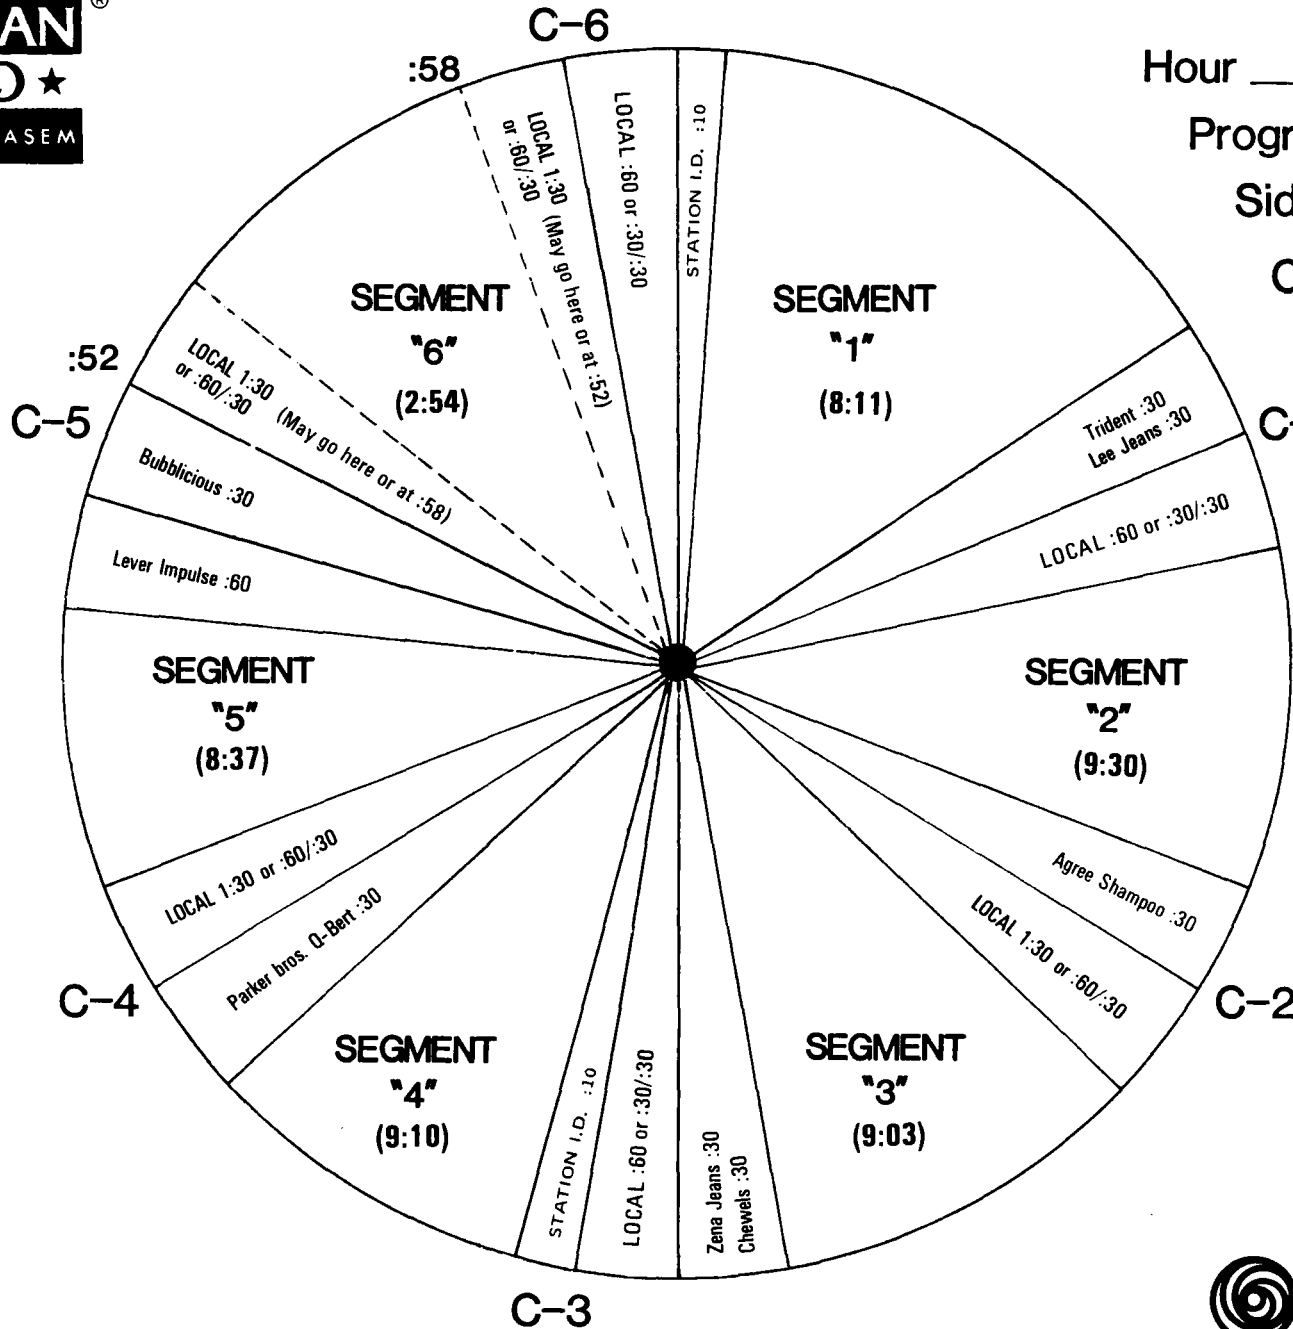 AN
®
ASEM
Hour
C-6
:58
STATION I.D. :10
SEGMENT
"1"
(8:11)
Trident :30
Lee Jeans :30
LOCAL :60 or :30/:30
SEGMENT
"2"
(9:30)
Agree Shampoo :30
C-2
LOCAL 1:30 or :60/:30
SEGMENT
"3"
(9:03)
Zena Jeans :30
Chewels :30
C-3
LOCAL :60 or :30/:30
STATION I.D. :10
SEGMENT
"4"
(9:10)
Parker bros. Q-Bert :30
C-4
LOCAL 1:30 or :60/:30
SEGMENT
"5"
(8:37)
Lever Impulse :60
Bubblicious :30
C-5
:52
LOCAL 1:30 (May go here or at :58)
or :60/:30
SEGMENT
"6"
(2:54)
LOCAL 1:30 (May go here or at :52)
or :60/:30
LOCAL :60 or :30/:30